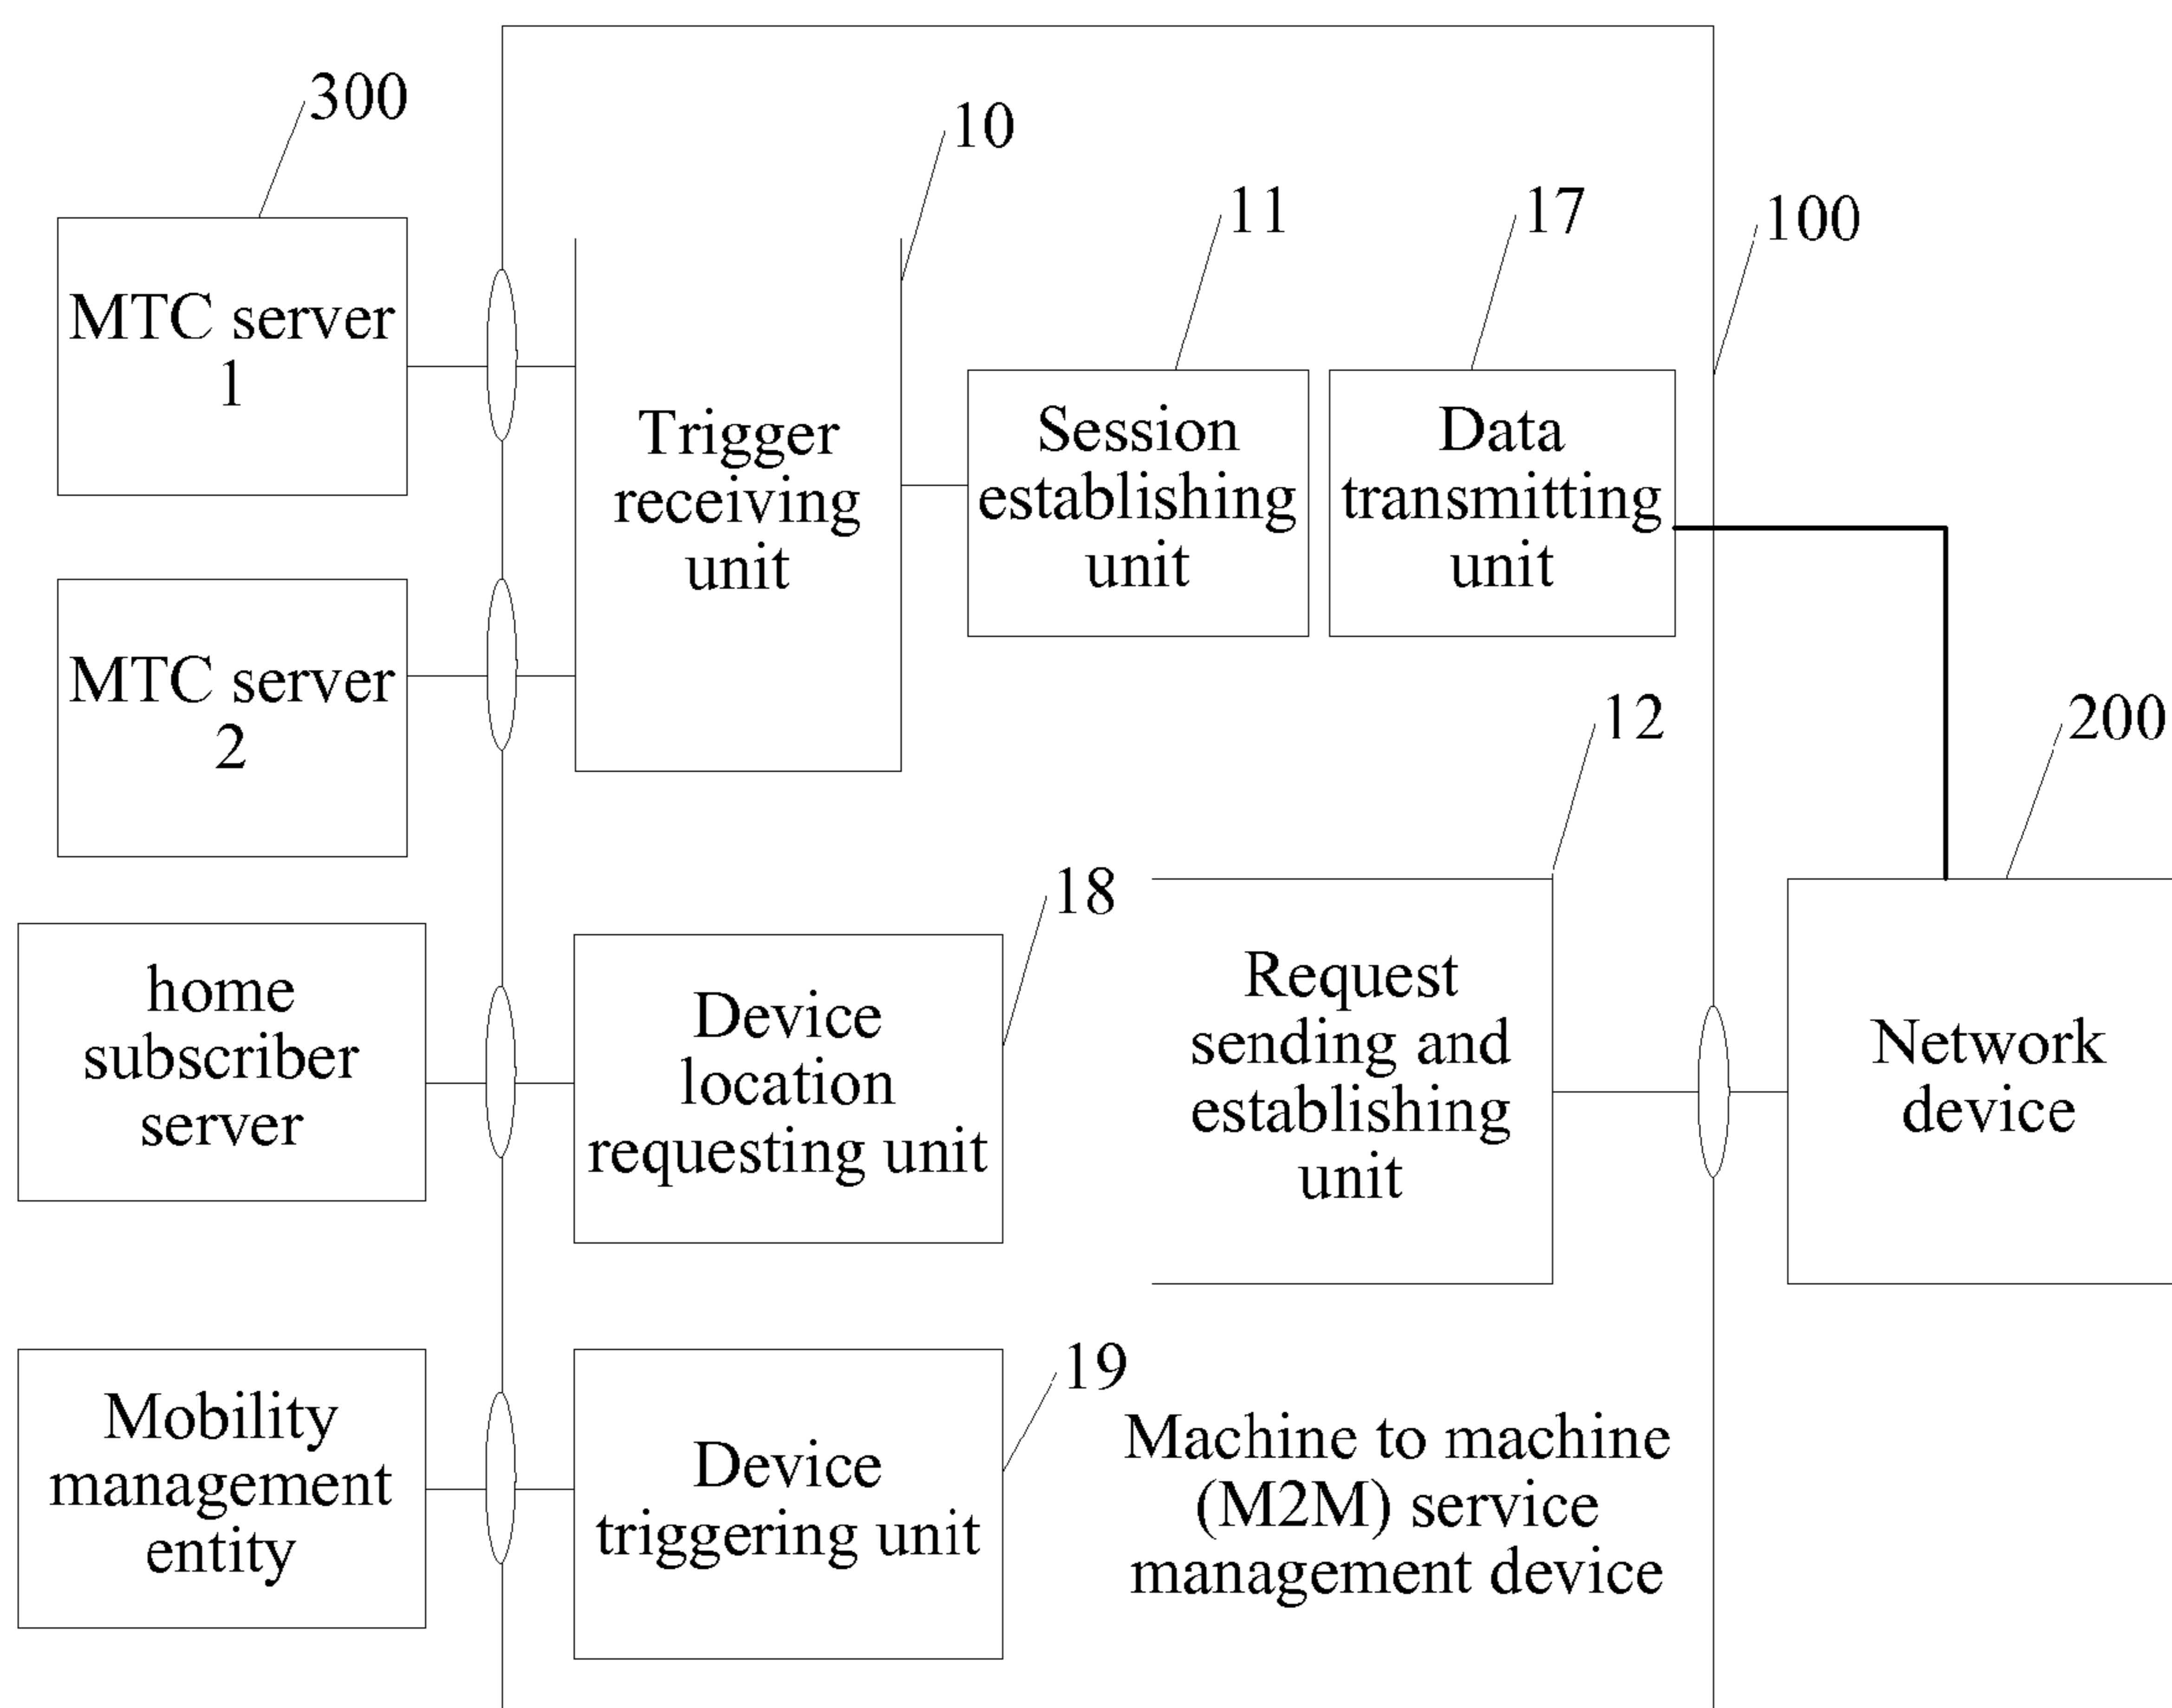 300
10
11
17
100
MTC server
1
Trigger
receiving
unit
Session
establishing
unit
Data
transmitting
unit
MTC server
2
12
200
18
home
subscriber
server
Device
location
requesting unit
Request
sending and
establishing
unit
Network
device
19
Mobility
management
entity
Device
triggering unit
Machine to machine
(M2M) service
management device